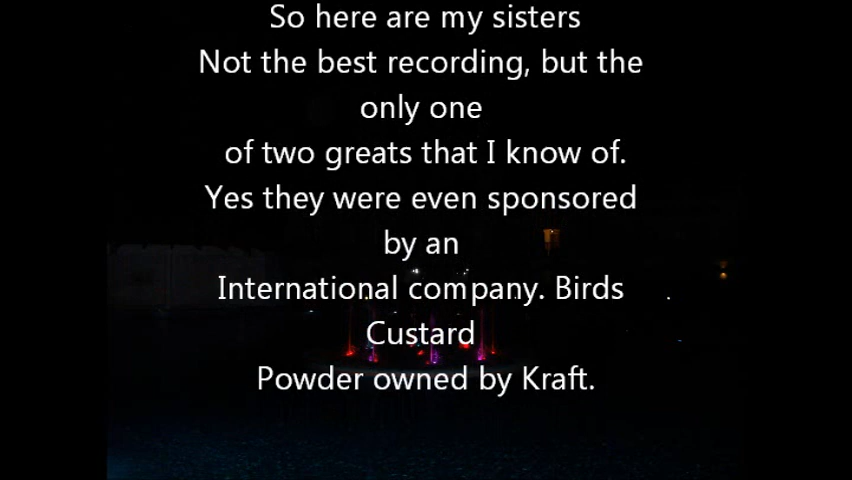 So here are my sisters
Not the best recording, but the
only one
of two greats that I know of.
Yes they were even sponsored
by an
International company. Birds
Custard
Powder owned by Kraft.